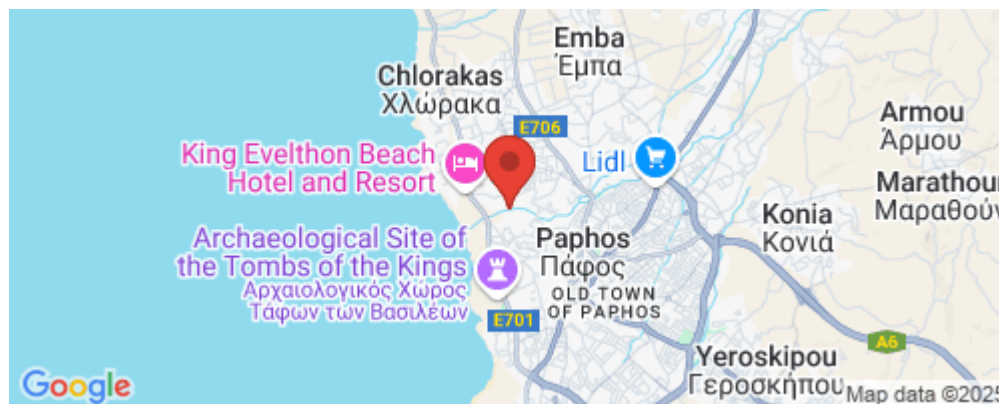 Emba
Έμπα
Chlorakas
Χλώρακα
Armou
Άρμου
E706
King Evelthon Beach
Hotel and Resort
Lidl
Konia
Κονιά
Archaeological Site of
the Tombs of the Kings
Αρχαιολογικός Χώρος
Τάφων των Βασιλέων
Paphos
Πάφος
OLD TOWN
OF PAPHOS
E701
A6
Yeroskipou
Γεροσκήπου
Google
Map data ©2025